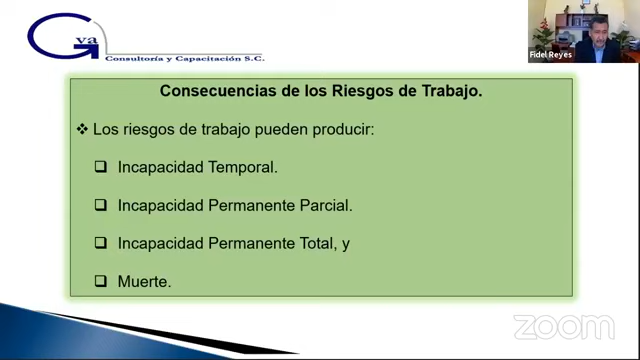 Gva
Consultoría y Capacitación S.C.
Fidel Reyes
Consecuencias de los Riesgos de Trabajo.
❖ Los riesgos de trabajo pueden producir:
❑ Incapacidad Temporal.
❑ Incapacidad Permanente Parcial.
❑ Incapacidad Permanente Total, y
❑ Muerte.
zoom